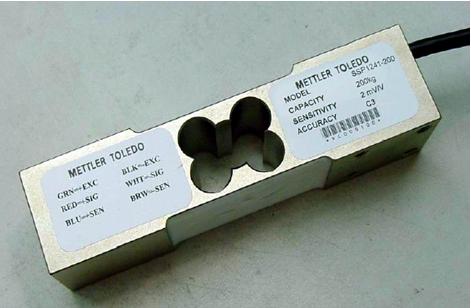 METTLER TOLEDO
GRN=+EXC BLK=-EXC
RED=+SIG WHT=-SIG
BLU=+SEN BRW=-SEN
METTLER TOLEDO
MODEL SSP1241-200
CAPACITY 200kg
SENSITIVITY 2 mV/V
ACCURACY C3